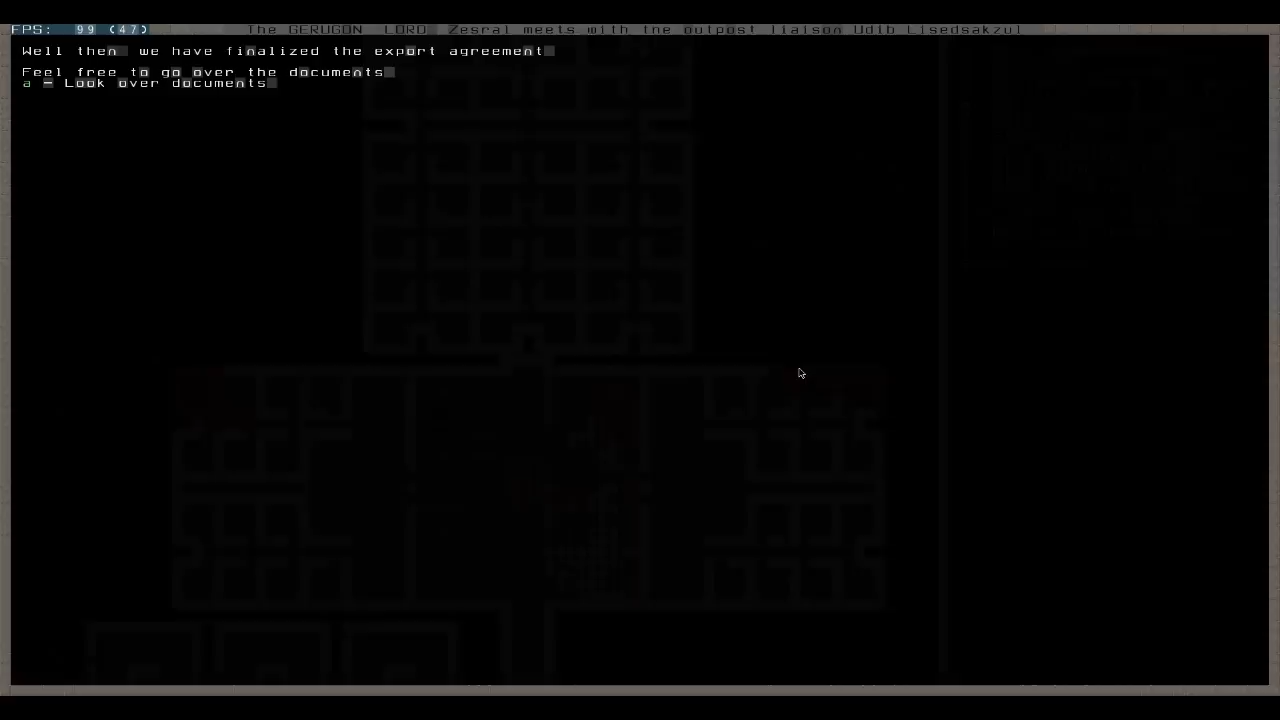 FPS: 99 (47)
The GERUGON LORD Zesral meets with the outpost liaison Udib Lisedsakzul
Well then we have finalized the export agreement
Feel free to go over the documents
a - Look over documents